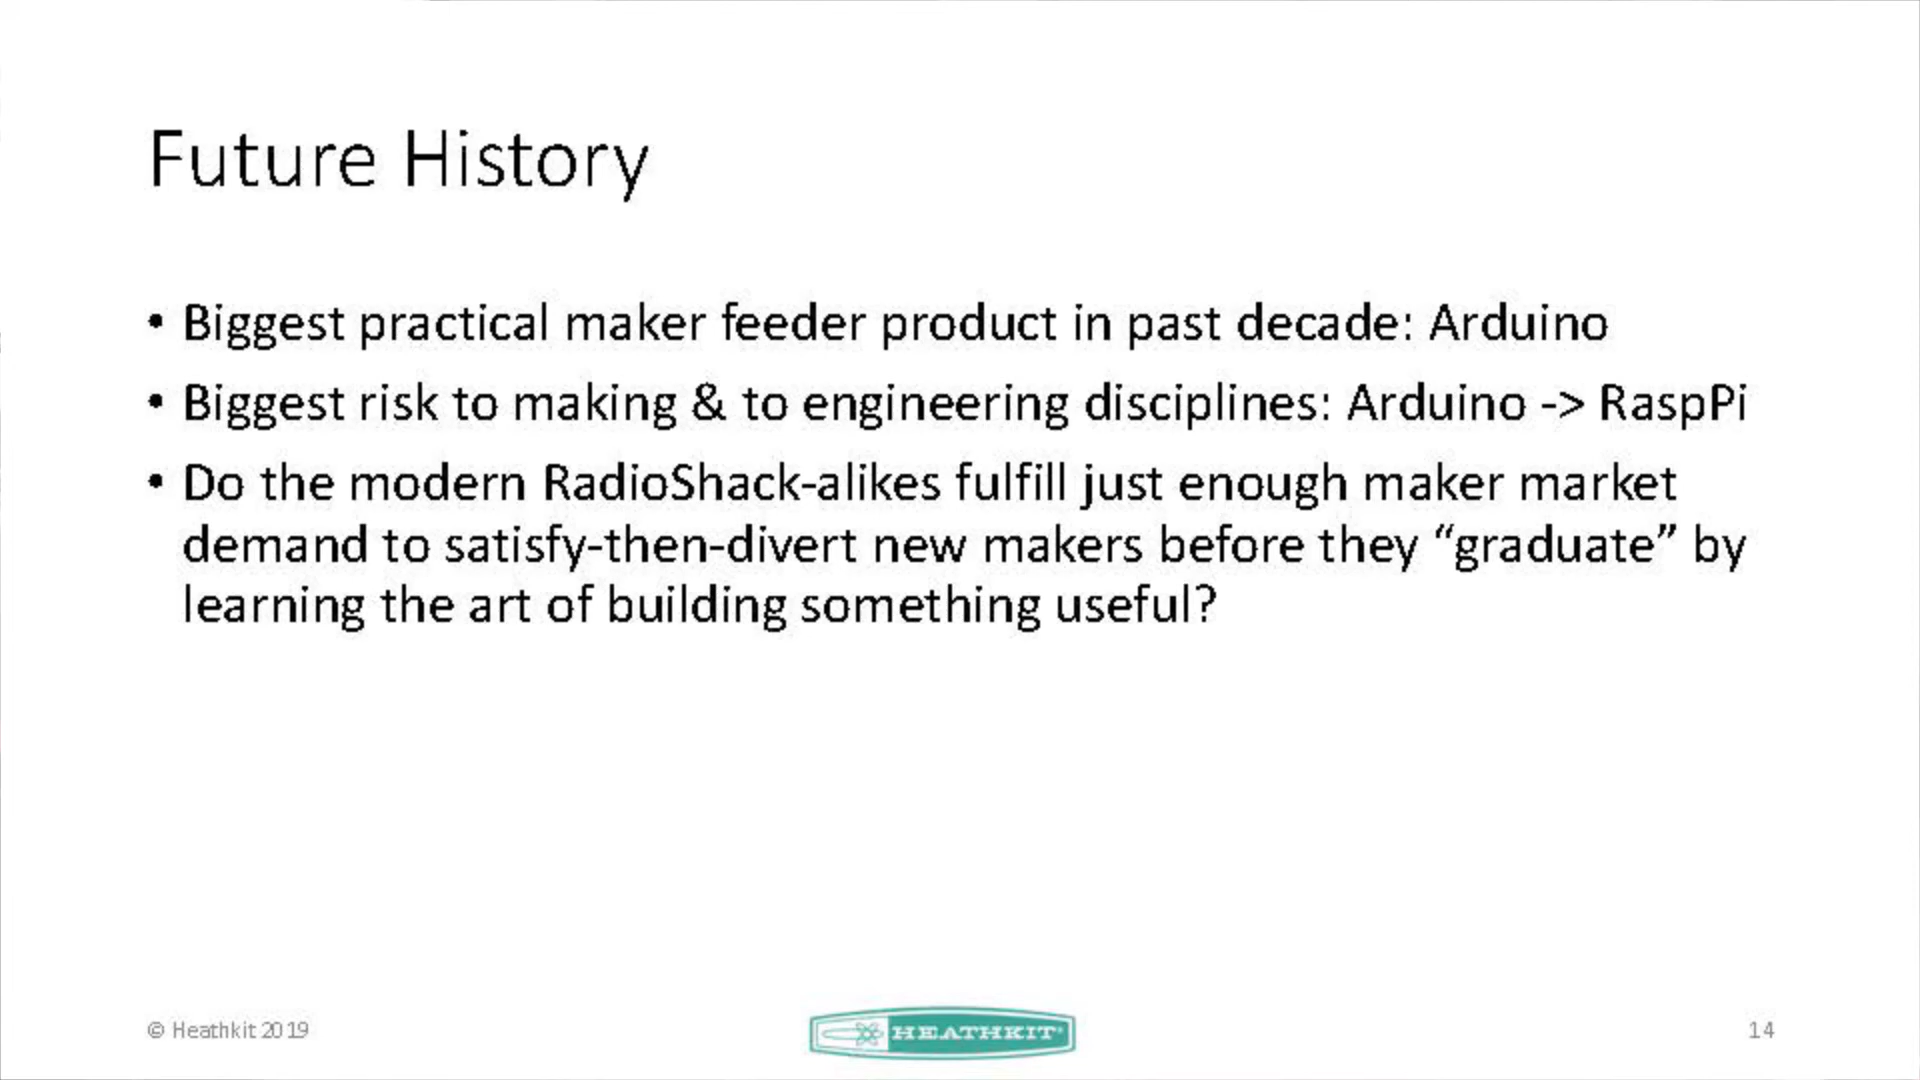 Future History
• Biggest practical maker feeder product in past decade: Arduino
• Biggest risk to making & to engineering disciplines: Arduino -> RaspPi
• Do the modern RadioShack-alikes fulfill just enough maker market
demand to satisfy-then-divert new makers before they “graduate” by
learning the art of building something useful?
© Heathkit 2019
HEATHKIT®
14